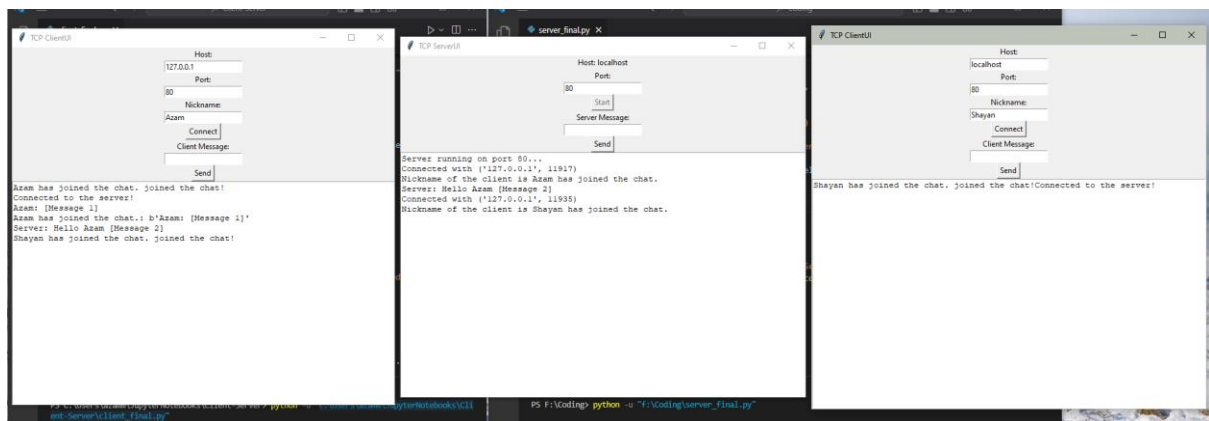 server_final.py
TCP ClientUI
Host:
127.0.0.1
Port:
80
Nickname:
Azam
Connect
Client Message:
Send
Azam has joined the chat. joined the chat!
Connected to the server!
Azam: [Message 1]
Azam has joined the chat.: b'Azam: [Message 1]'
Server: Hello Azam [Message 2]
Shayan has joined the chat. joined the chat!
TCP ServerUI
Host: localhost
Port:
80
Start
Server Message:
Send
Server running on port 80...
Connected with ('127.0.0.1', 11917)
Nickname of the client is Azam has joined the chat.
Server: Hello Azam [Message 2]
Connected with ('127.0.0.1', 11935)
Nickname of the client is Shayan has joined the chat.
TCP ClientUI
Host:
localhost
Port:
80
Nickname:
Shayan
Connect
Client Message:
Send
Shayan has joined the chat. joined the chat!Connected to the server!
ent-Server\client_final.py"
PS F:\Coding> python -u "f:\Coding\server_final.py"